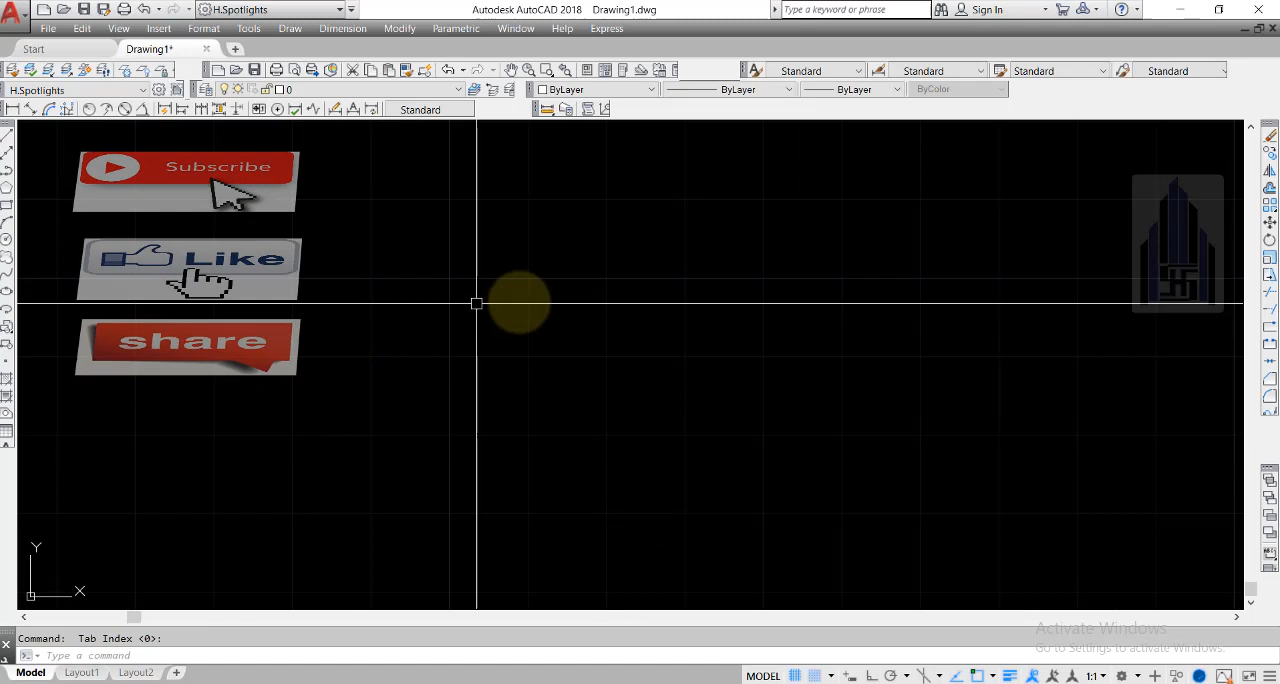 H.Spotlights
Autodesk AutoCAD 2018 Drawing1.dwg
Type a keyword or phrase
Sign In
File Edit View Insert Format Tools Draw Dimension Modify Parametric Window Help Express
Start
Drawing1*
Standard
Standard
Standard
Standard
H.Spotlights
0
ByLayer
ByLayer
ByLayer
ByColor
Standard
Subscribe
Like
share
Y
X
Command: Tab Index <0>:
Activate Windows
Type a command
Go to Settings to activate Windows.
Model Layout1 Layout2
MODEL
1:1